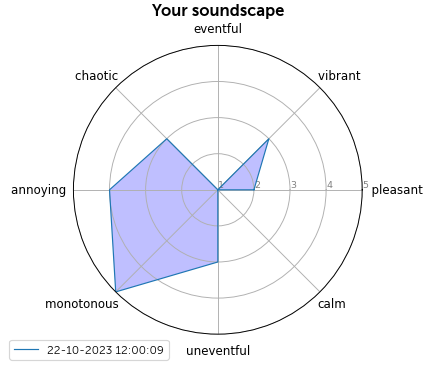 Your soundscape
eventful
chaotic
vibrant
annoying
1 2 3 4 5
pleasant
monotonous
calm
22-10-2023 12:00:09
uneventful